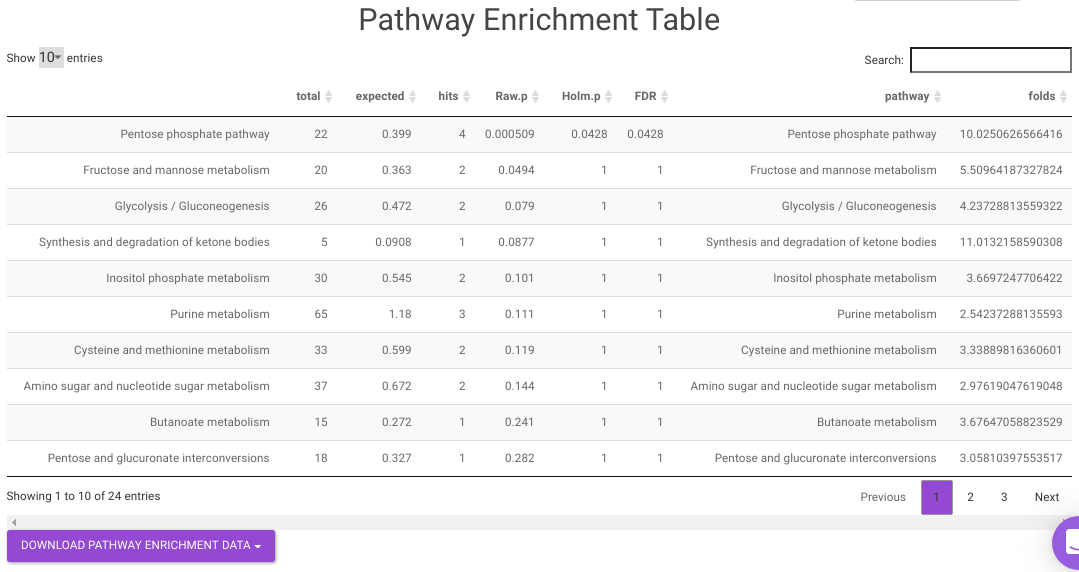 Pathway Enrichment Table
Show 10 entries Search:
total expected hits Raw.p Holm.p FDR pathway folds
Pentose phosphate pathway 22 0.399 4 0.000509 0.0428 0.0428 Pentose phosphate pathway 10.0250626566416
Fructose and mannose metabolism 20 0.363 2 0.0494 1 1 Fructose and mannose metabolism 5.50964187327824
Glycolysis / Gluconeogenesis 26 0.472 2 0.079 1 1 Glycolysis / Gluconeogenesis 4.23728813559322
Synthesis and degradation of ketone bodies 5 0.0908 1 0.0877 1 1 Synthesis and degradation of ketone bodies 11.0132158590308
Inositol phosphate metabolism 30 0.545 2 0.101 1 1 Inositol phosphate metabolism 3.6697247706422
Purine metabolism 65 1.18 3 0.111 1 1 Purine metabolism 2.54237288135593
Cysteine and methionine metabolism 33 0.599 2 0.119 1 1 Cysteine and methionine metabolism 3.33889816360601
Amino sugar and nucleotide sugar metabolism 37 0.672 2 0.144 1 1 Amino sugar and nucleotide sugar metabolism 2.97619047619048
Butanoate metabolism 15 0.272 1 0.241 1 1 Butanoate metabolism 3.67647058823529
Pentose and glucuronate interconversions 18 0.327 1 0.282 1 1 Pentose and glucuronate interconversions 3.05810397553517
Showing 1 to 10 of 24 entries Previous 1 2 3 Next
DOWNLOAD PATHWAY ENRICHMENT DATA